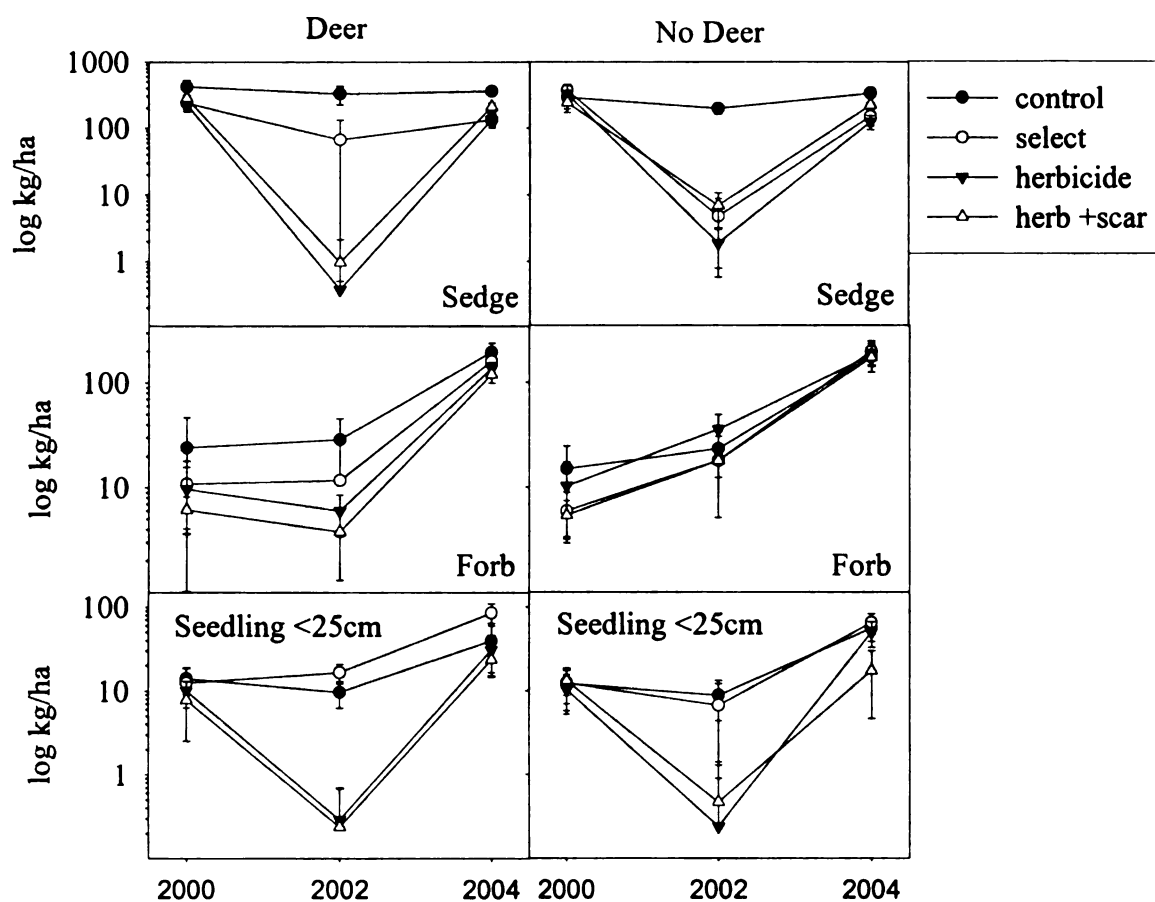 Deer
No Deer
1000
100
10
1
log kg/ha
Sedge
Sedge
control
select
herbicide
herb +scar
100
10
log kg/ha
Forb
Forb
100
10
1
log kg/ha
Seedling <25cm
Seedling <25cm
2000 2002 2004
2000 2002 2004